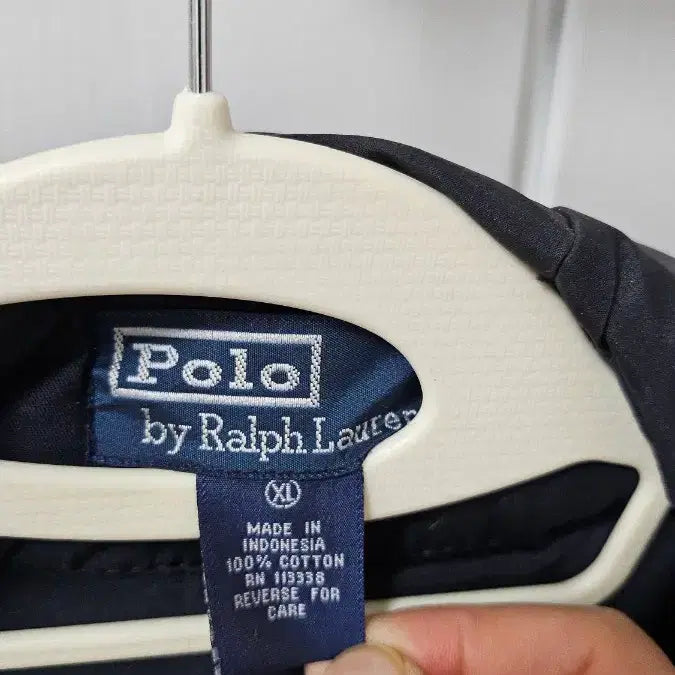 Polo
by Ralph Lauren
XL
MADE IN
INDONESIA
100% COTTON
RN 113338
REVERSE FOR
CARE